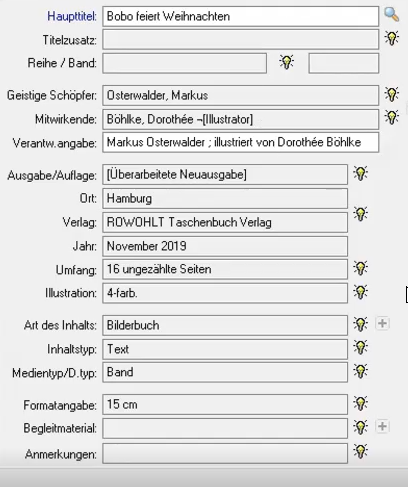 Haupttitel: Bobo feiert Weihnachten
Titelzusatz:
Reihe / Band:
Geistige Schöpfer: Osterwalder, Markus
Mitwirkende: Böhlke, Dorothée ¬[Illustrator]
Verantw.angabe: Markus Osterwalder ; illustriert von Dorothée Böhlke
Ausgabe/Auflage: [Überarbeitete Neuausgabe]
Ort: Hamburg
Verlag: ROWOHLT Taschenbuch Verlag
Jahr: November 2019
Umfang: 16 ungezählte Seiten
Illustration: 4-farb.
Art des Inhalts: Bilderbuch
Inhaltstyp: Text
Medientyp/D.typ: Band
Formatangabe: 15 cm
Begleitmaterial:
Anmerkungen: